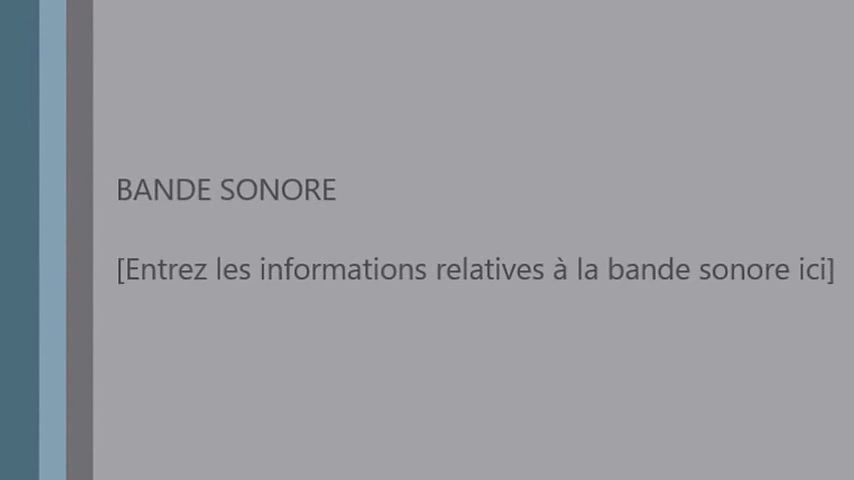 BANDE SONORE
[Entrez les informations relatives à la bande sonore ici]